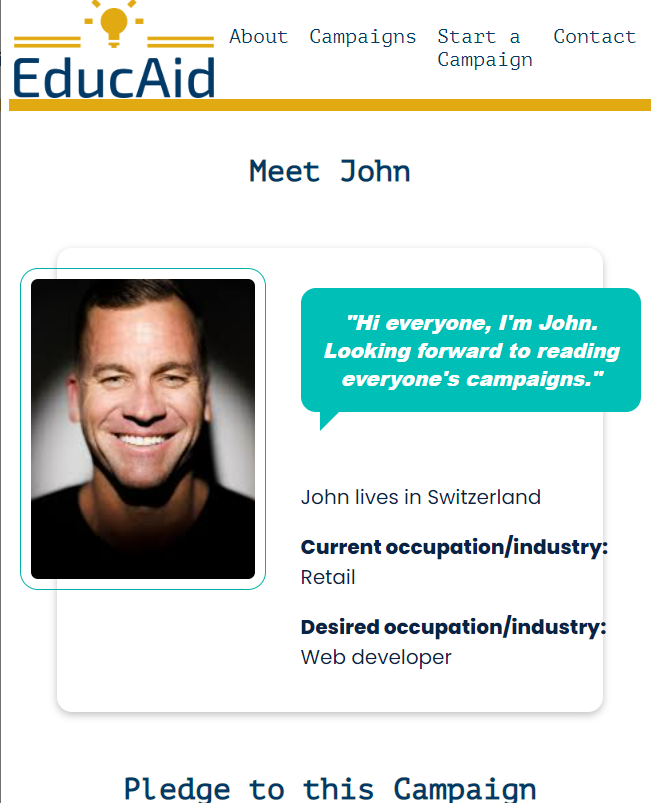 About Campaigns Start a Campaign Contact
EducAid
Meet John
"Hi everyone, I'm John.
Looking forward to reading
everyone's campaigns."
John lives in Switzerland
Current occupation/industry:
Retail
Desired occupation/industry:
Web developer
Pledge to this Campaign